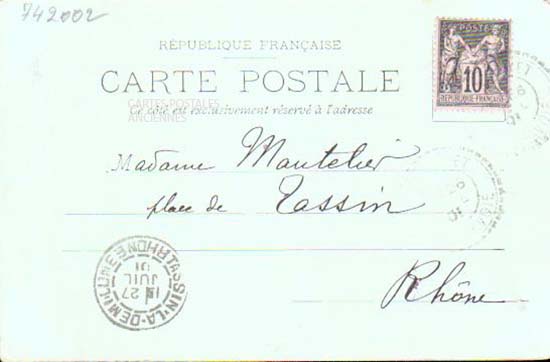 742002
RÉPUBLIQUE FRANÇAISE
CARTE POSTALE
CARTES POSTALES
ANCIENNES
Ce côté est exclusivement réservé à l'adresse
POSTES
10
RÉPUBLIQUE FRANÇAISE
Madame Mantelier
place de Tassin
Rhône
TASSIN-LA-DEMI-LUNE RHONE
27
JUIL
01